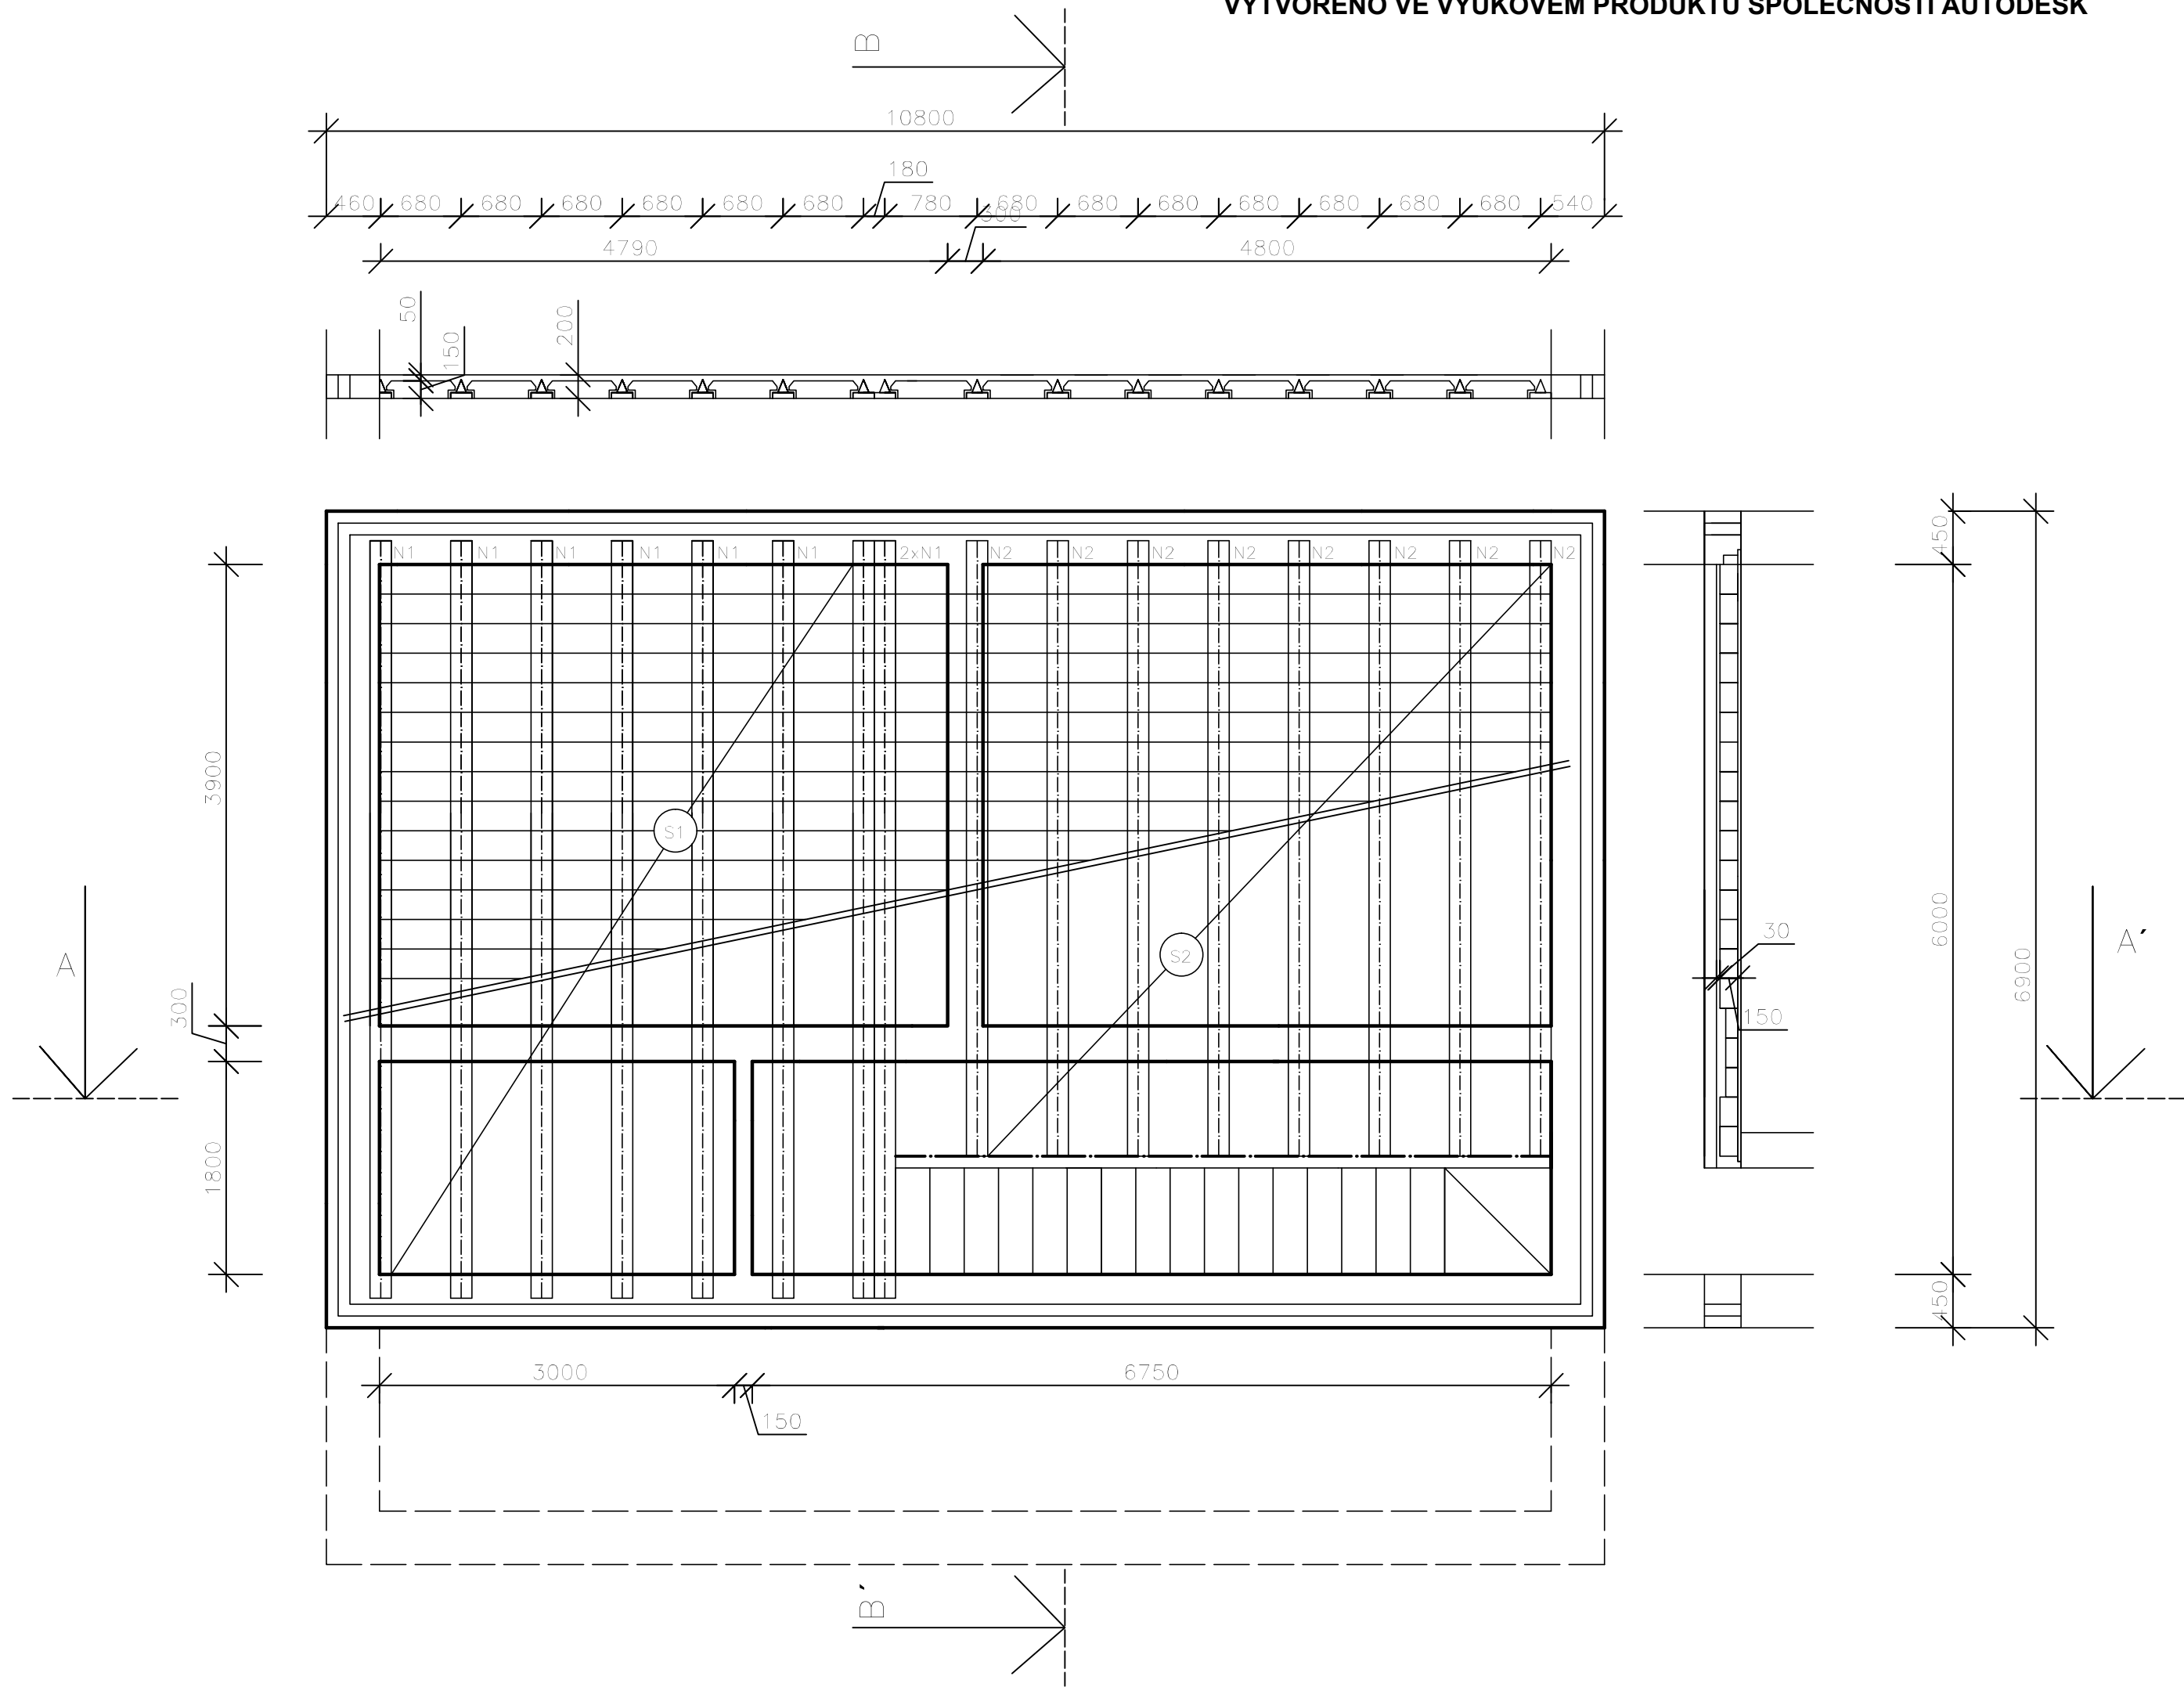 VYTVOŘENO VE VÝUKOVÉM PRODUKTU SPOLEČNOSTI AUTODESK
B
10800
180
460 680 680 680 680 680 680 780 680 680 680 680 680 680 680 540
300
4790 4800
50
150
200
N1 N1 N1 N1 N1 N1 2xN1 N2 N2 N2 N2 N2 N2 N2 N2
450
3900
S1
S2
A
A´
30
6000
6900
300
150
1800
450
3000 6750
150
B´